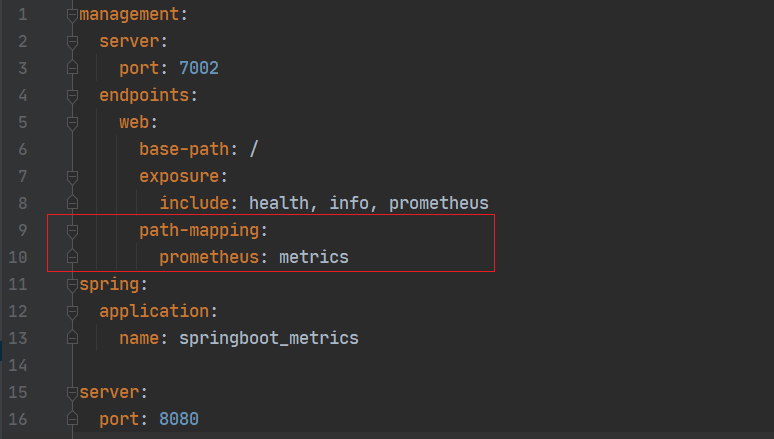 1 management:
2   server:
3     port: 7002
4   endpoints:
5     web:
6       base-path: /
7       exposure:
8         include: health, info, prometheus
9       path-mapping:
10         prometheus: metrics
11 spring:
12   application:
13     name: springboot_metrics
14
15 server:
16   port: 8080